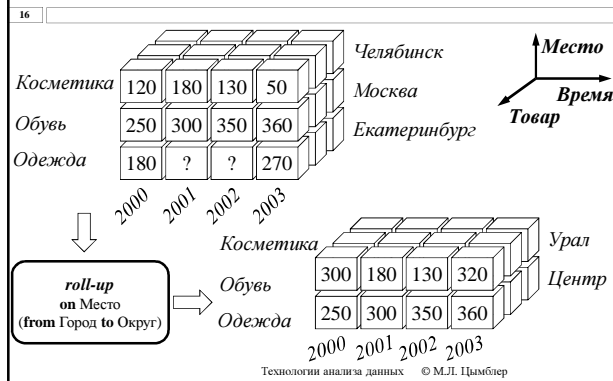 16
Челябинск
Косметика 120 180 130 50 Москва
Обувь 250 300 350 360 Екатеринбург
Одежда 180 ? ? 270
2000 2001 2002 2003
Место
Время
Товар
roll-up
on Место
(from Город to Округ)
Косметика Урал
Обувь 300 180 130 320 Центр
Одежда 250 300 350 360
2000 2001 2002 2003
Технологии анализа данных © М.Л. Цымблер